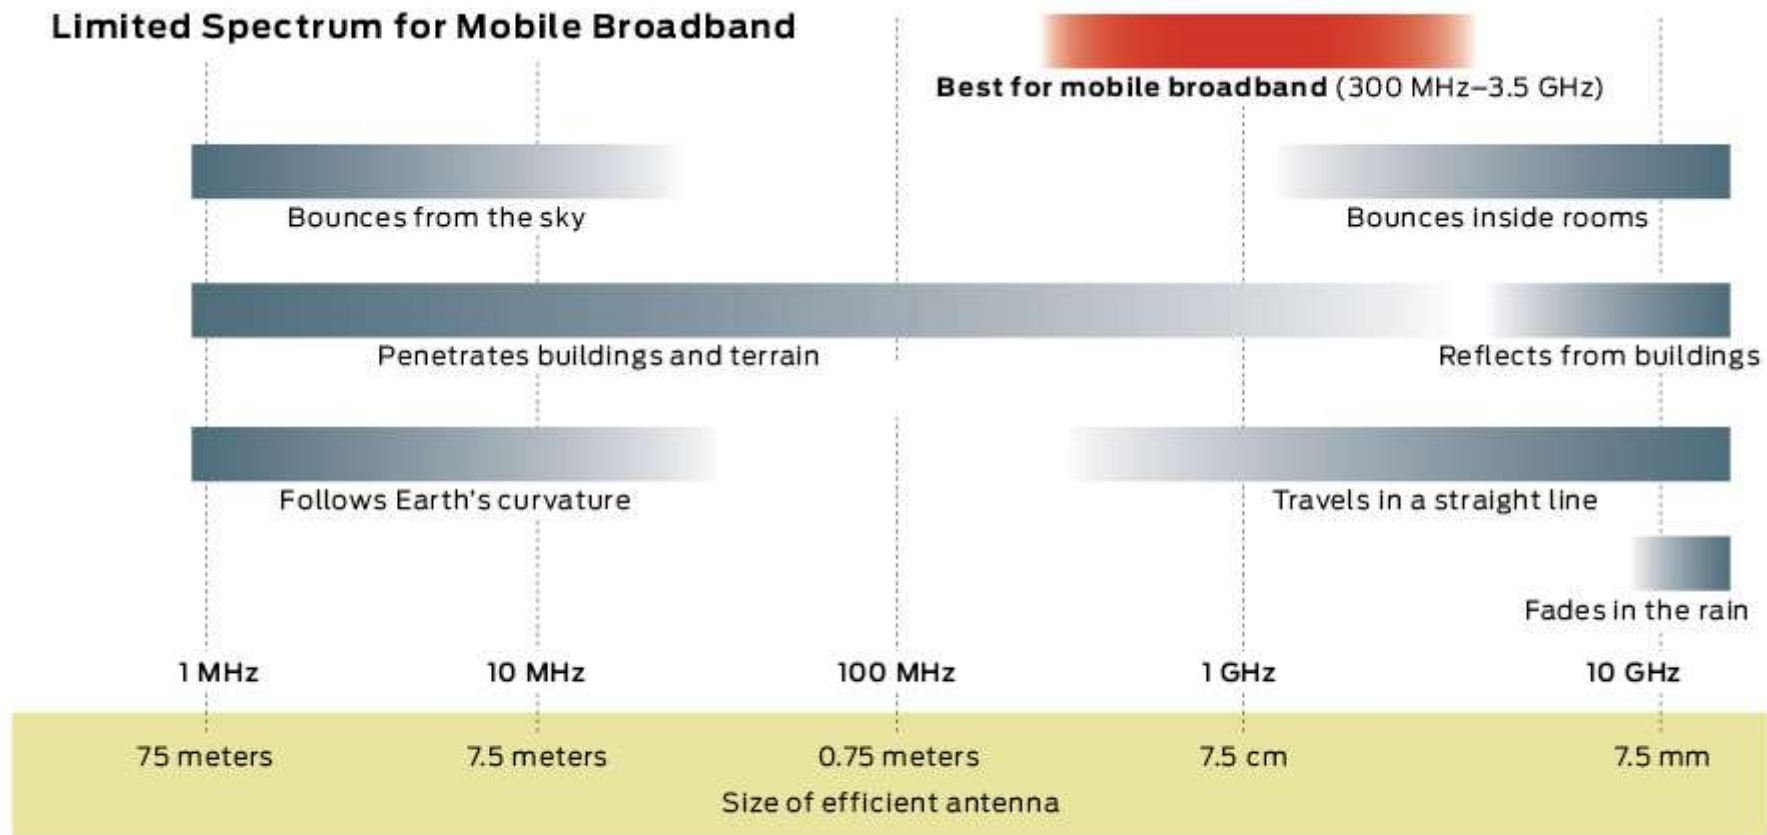 Limited Spectrum for Mobile Broadband
Best for mobile broadband (300 MHz–3.5 GHz)
Bounces from the sky
Bounces inside rooms
Penetrates buildings and terrain
Reflects from buildings
Follows Earth's curvature
Travels in a straight line
Fades in the rain
1 MHz
10 MHz
100 MHz
1 GHz
10 GHz
75 meters
7.5 meters
0.75 meters
7.5 cm
7.5 mm
Size of efficient antenna